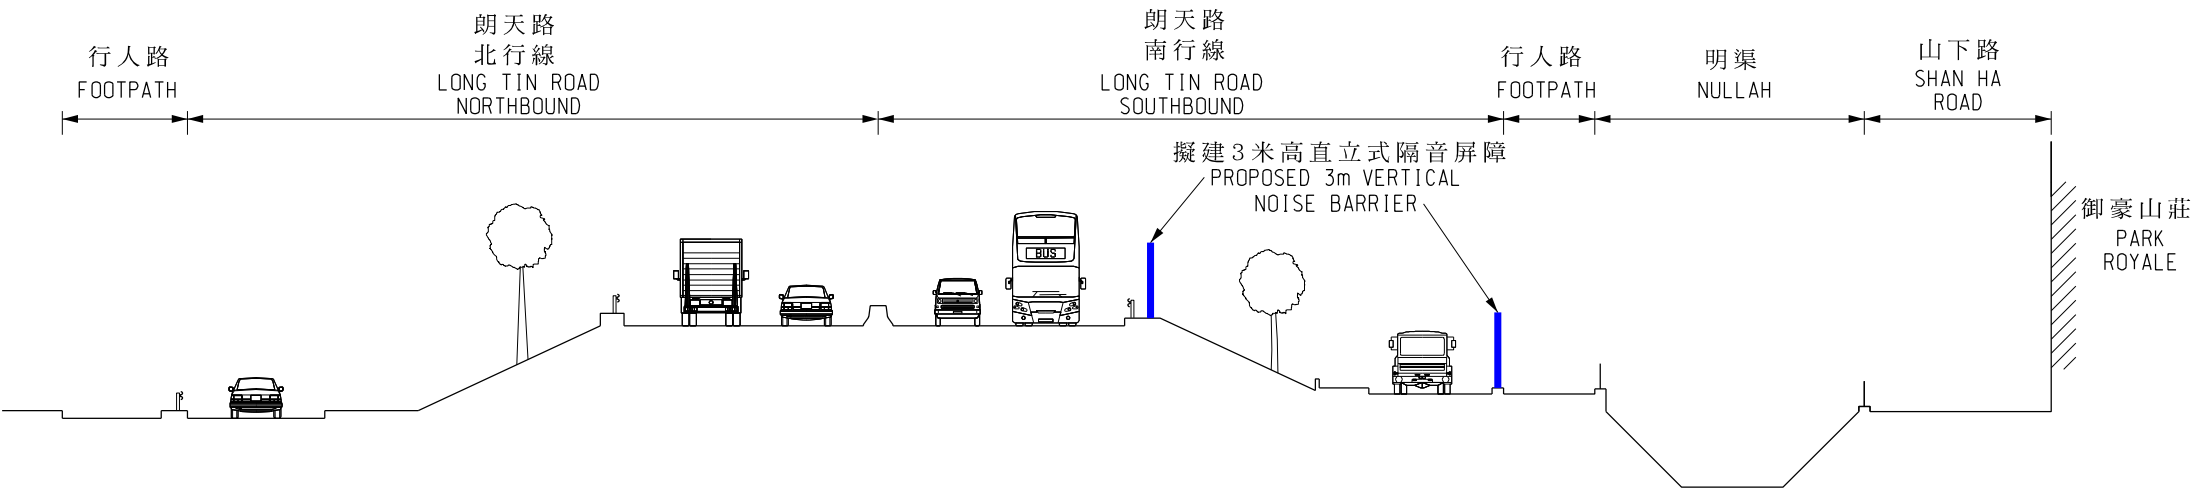 行人路
FOOTPATH
朗天路
北行線
LONG TIN ROAD
NORTHBOUND
朗天路
南行線
LONG TIN ROAD
SOUTHBOUND
行人路
FOOTPATH
明渠
NULLAH
山下路
SHAN HA
ROAD
擬建3米高直立式隔音屏障
PROPOSED 3m VERTICAL
NOISE BARRIER
御豪山莊
PARK
ROYALE
BUS